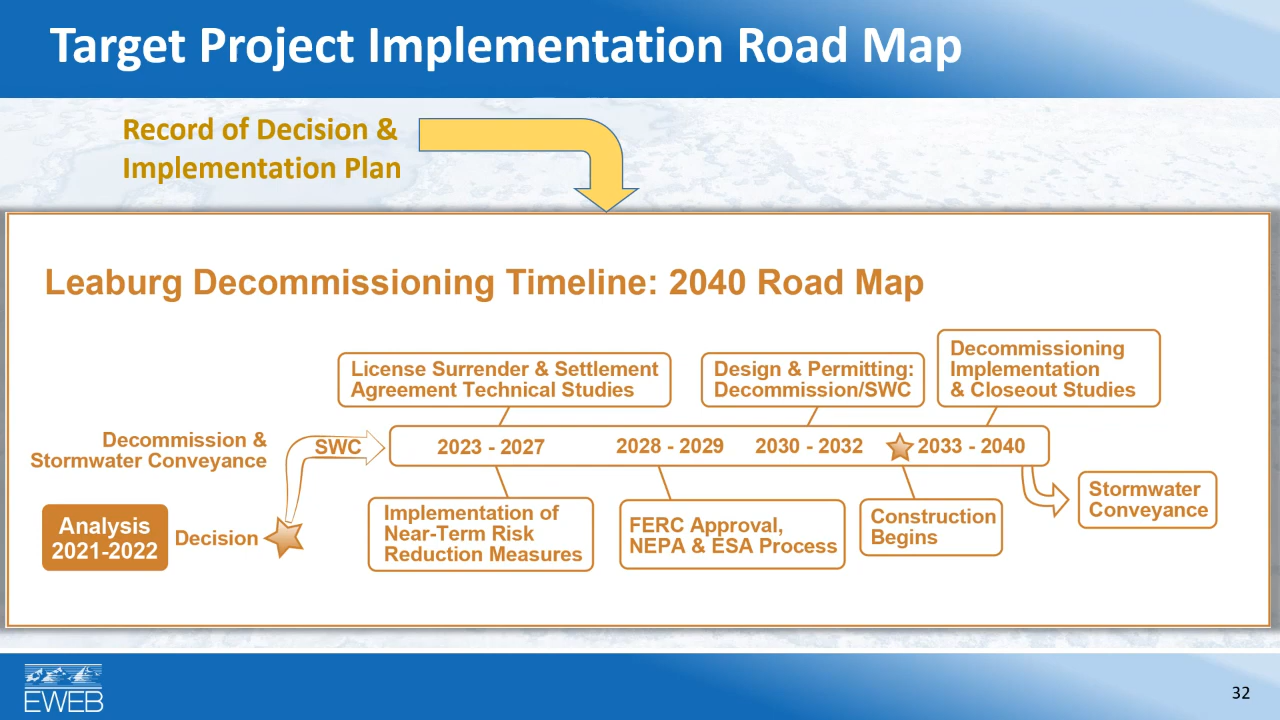 Target Project Implementation Road Map
Record of Decision &
Implementation Plan
Leaburg Decommissioning Timeline: 2040 Road Map
License Surrender & Settlement
Agreement Technical Studies
Design & Permitting:
Decommission/SWC
Decommissioning
Implementation
& Closeout Studies
Decommission &
Stormwater Conveyance
SWC
2023 - 2027
2028 - 2029
2030 - 2032
2033 - 2040
Analysis
2021-2022
Decision
Implementation of
Near-Term Risk
Reduction Measures
FERC Approval,
NEPA & ESA Process
Construction
Begins
Stormwater
Conveyance
EWEB
32